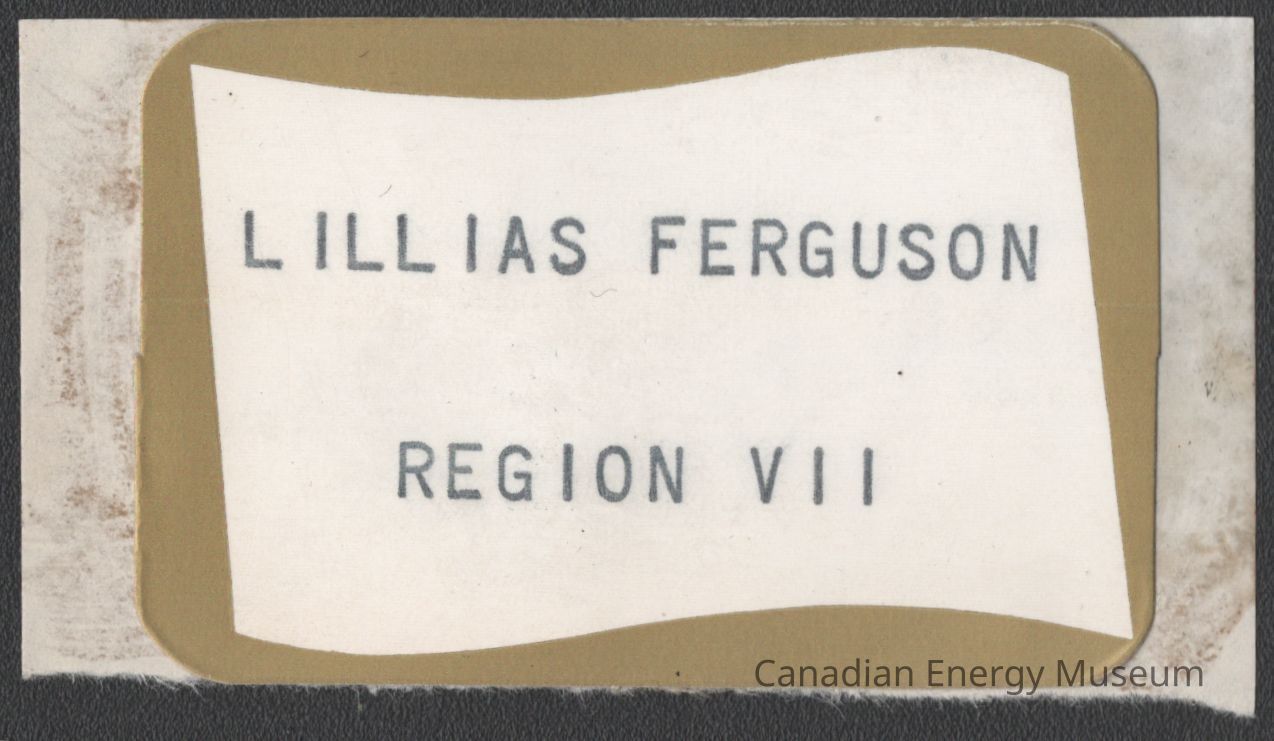 LILLIAS FERGUSON
REGION VII
Canadian Energy Museum